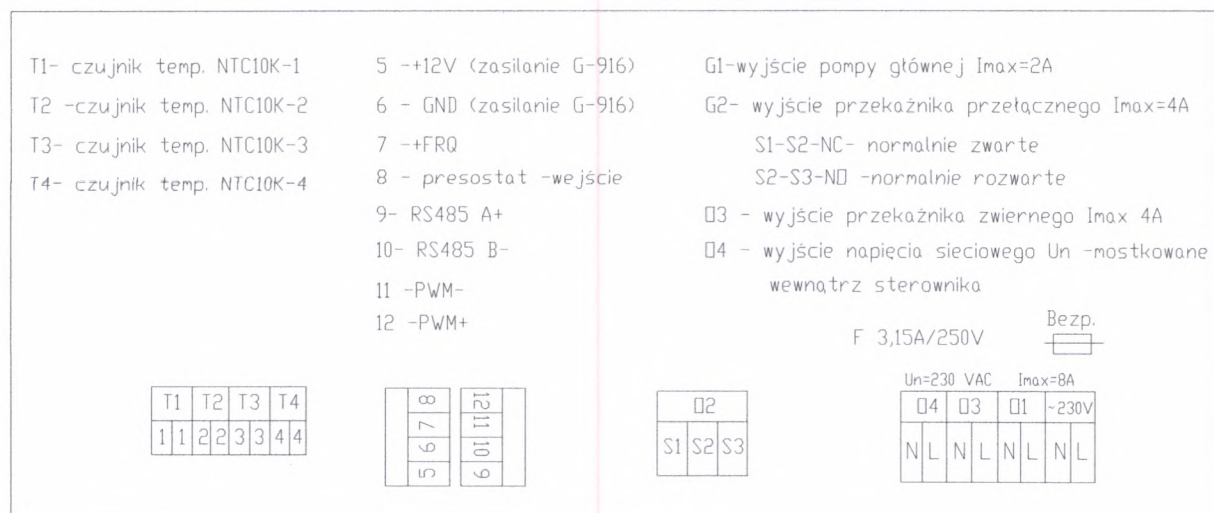 T1- czujnik temp. NTC10K-1
T2 -czujnik temp. NTC10K-2
T3- czujnik temp. NTC10K-3
T4- czujnik temp. NTC10K-4
5 -+12V (zasilanie G-916)
6 - GND (zasilanie G-916)
7 -+FRQ
8 - presostat -wejście
9- RS485 A+
10- RS485 B-
11 -PWM-
12 -PWM+
G1-wyjście pompy głównej Imax=2A
G2- wyjście przekażnika przełącznego Imax=4A
S1-S2-NC- normalnie zwarte
S2-S3-NO -normalnie rozwarte
O3 - wyjście przekażnika zwiernego Imax 4A
O4 - wyjście napięcia sieciowego Un -mostkowane
wewnątrz sterownika
Bezp.
F 3,15A/250V
T1 T2 T3 T4
1 1 2 2 3 3 4 4
8 7 6 5
12 11 10 9
O2
S1 S2 S3
Un=230 VAC Imax=8A
O4 O3 O1 ~230V
N L N L N L N L